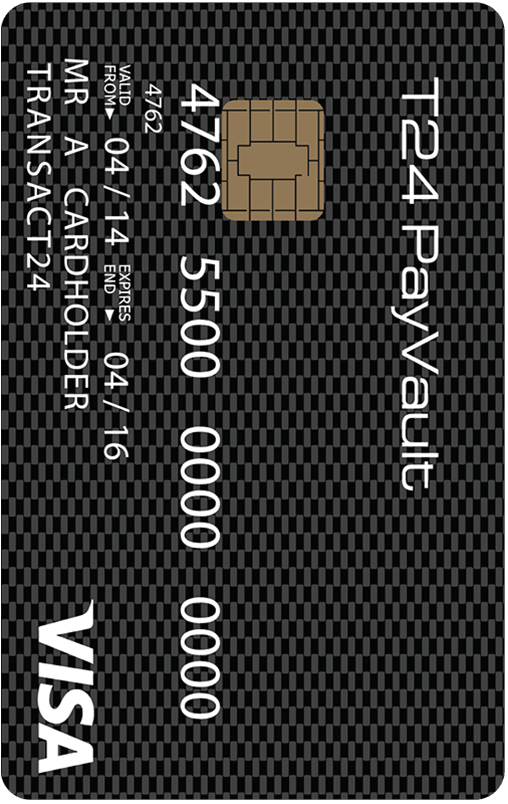 T24 PayVault
4762 5500 0000 0000
4762
VALID FROM▶ 04 / 14 EXPIRES END ▶ 04 / 16
MR A CARDHOLDER
TRANSACT24
VISA